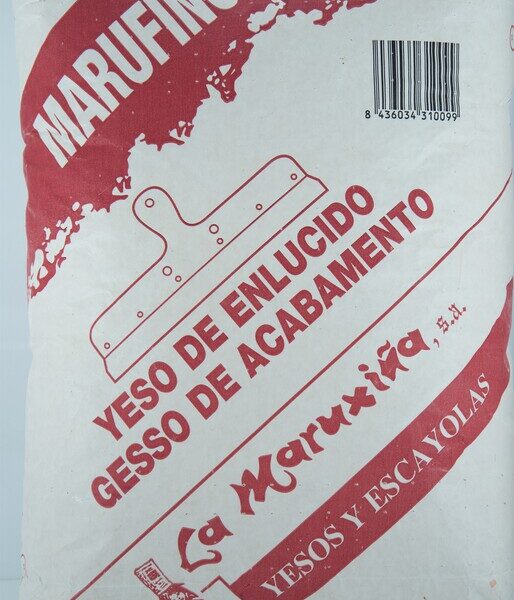 MARUFINO
8 436034 310099
YESO DE ENLUCIDO
GESSO DE ACABAMENTO
La Maruxiña, s.a.
YESOS Y ESCAYOLAS